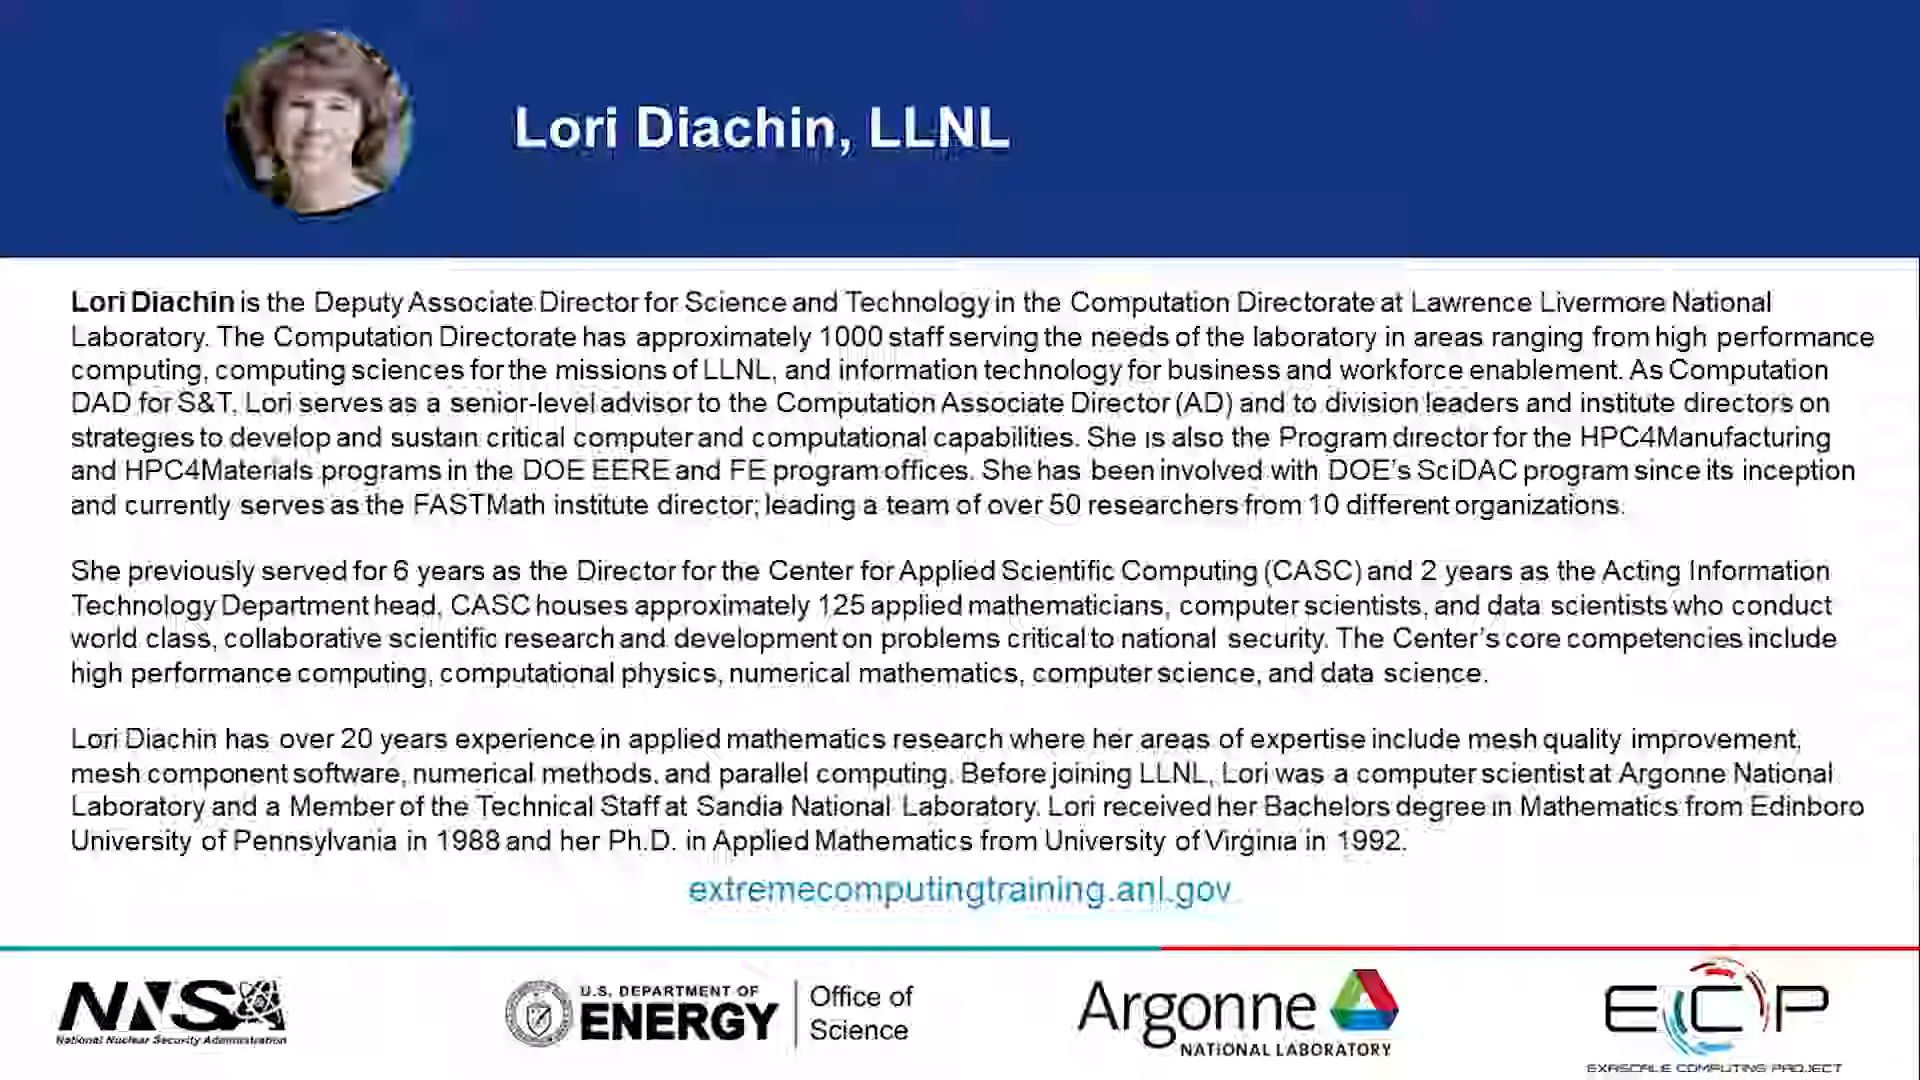 Lori Diachin, LLNL
Lori Diachin is the Deputy Associate Director for Science and Technology in the Computation Directorate at Lawrence Livermore National
Laboratory. The Computation Directorate has approximately 1000 staff serving the needs of the laboratory in areas ranging from high performance
computing, computing sciences for the missions of LLNL, and information technology for business and workforce enablement. As Computation
DAD for S&T, Lori serves as a senior-level advisor to the Computation Associate Director (AD) and to division leaders and institute directors on
strategies to develop and sustain critical computer and computational capabilities. She is also the Program director for the HPC4Manufacturing
and HPC4Materials programs in the DOE EERE and FE program offices. She has been involved with DOE's SciDAC program since its inception
and currently serves as the FASTMath institute director; leading a team of over 50 researchers from 10 different organizations.
She previously served for 6 years as the Director for the Center for Applied Scientific Computing (CASC) and 2 years as the Acting Information
Technology Department head. CASC houses approximately 125 applied mathematicians, computer scientists, and data scientists who conduct
world class, collaborative scientific research and development on problems critical to national security. The Center's core competencies include
high performance computing, computational physics, numerical mathematics, computer science, and data science.
Lori Diachin has over 20 years experience in applied mathematics research where her areas of expertise include mesh quality improvement,
mesh component software, numerical methods, and parallel computing. Before joining LLNL, Lori was a computer scientist at Argonne National
Laboratory and a Member of the Technical Staff at Sandia National Laboratory. Lori received her Bachelors degree in Mathematics from Edinboro
University of Pennsylvania in 1988 and her Ph.D. in Applied Mathematics from University of Virginia in 1992.
extremecomputingtraining.anl.gov
NNSA
National Nuclear Security Administration
U.S. DEPARTMENT OF
ENERGY
Office of
Science
Argonne
NATIONAL LABORATORY
ECP
EXASCALE COMPUTING PROJECT